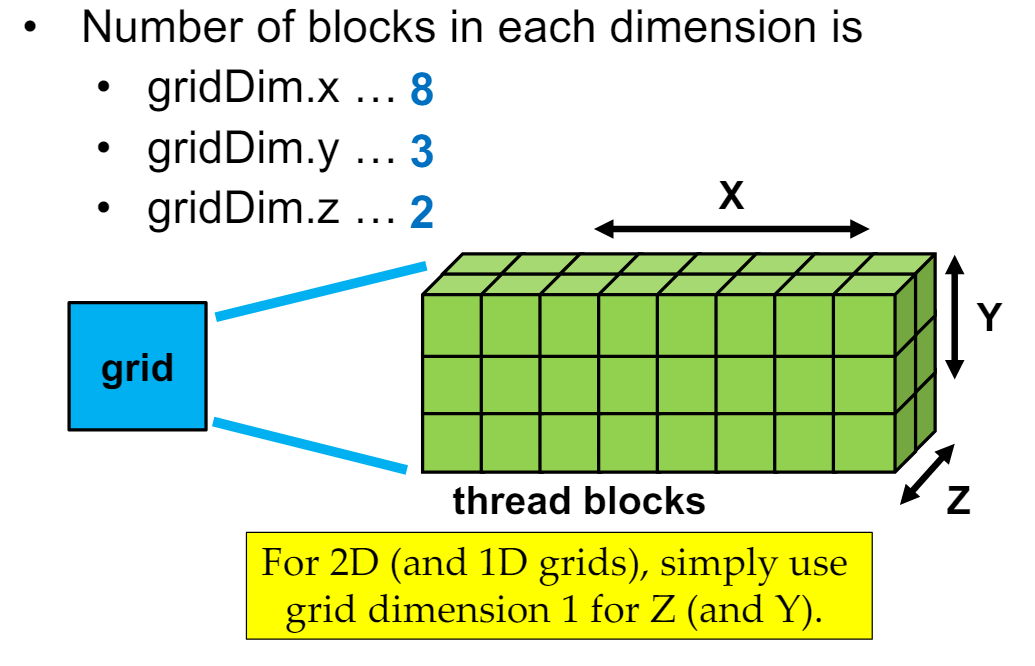 • Number of blocks in each dimension is
• gridDim.x … 8
• gridDim.y … 3
• gridDim.z … 2
X
Y
grid
Z
thread blocks
For 2D (and 1D grids), simply use
grid dimension 1 for Z (and Y).